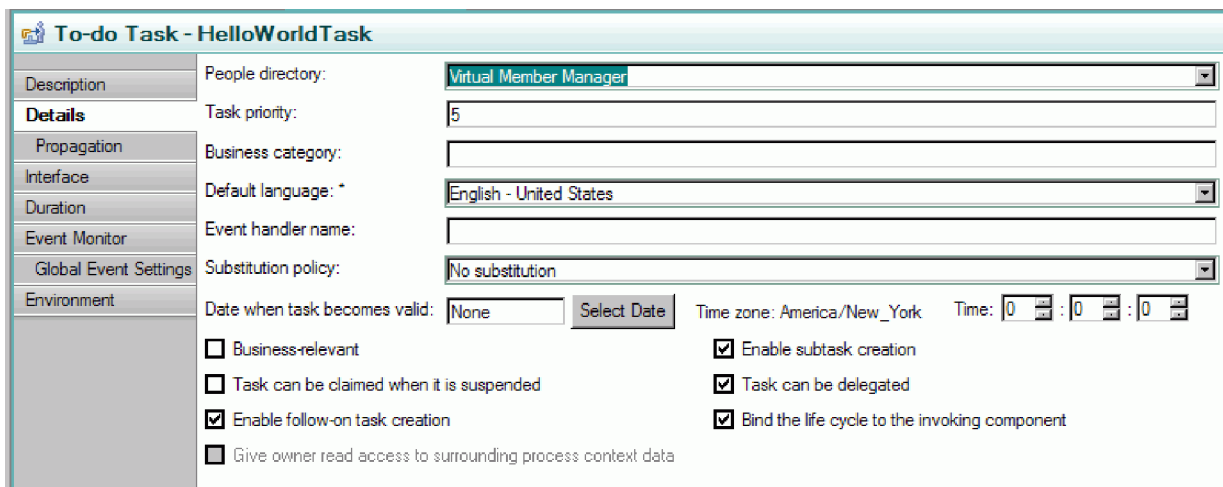 To-do Task - HelloWorldTask
Description
Details
Propagation
Interface
Duration
Event Monitor
Global Event Settings
Environment
People directory: Virtual Member Manager
Task priority: 5
Business category:
Default language: * English - United States
Event handler name:
Substitution policy: No substitution
Date when task becomes valid: None Select Date Time zone: America/New_York Time: 0 : 0 : 0
Business-relevant Enable subtask creation
Task can be claimed when it is suspended Task can be delegated
Enable follow-on task creation Bind the life cycle to the invoking component
Give owner read access to surrounding process context data